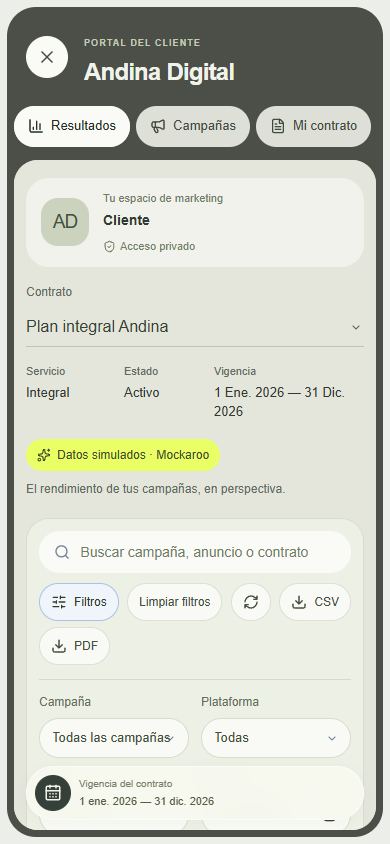 PORTAL DEL CLIENTE
Andina Digital
Resultados
Campañas
Mi contrato
AD
Tu espacio de marketing
Cliente
Acceso privado
Contrato
Plan integral Andina
Servicio
Estado
Vigencia
Integral
Activo
1 Ene. 2026 — 31 Dic.
2026
Datos simulados · Mockaroo
El rendimiento de tus campañas, en perspectiva.
Buscar campaña, anuncio o contrato
Filtros
Limpiar filtros
CSV
PDF
Campaña
Plataforma
Todas las campañas
Todas
Vigencia del contrato
1 ene. 2026 — 31 dic. 2026